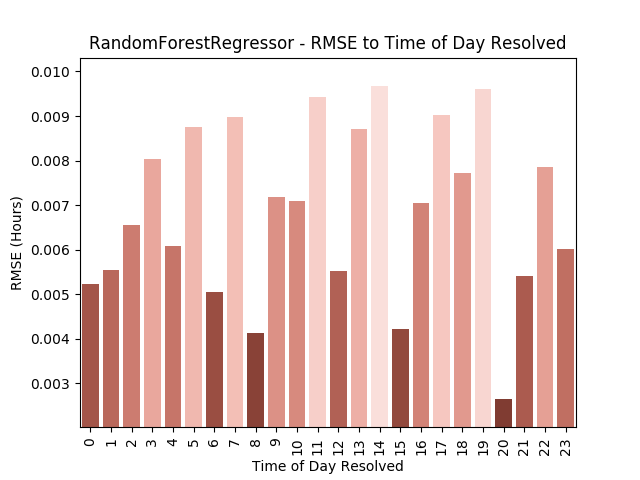 RandomForestRegressor - RMSE to Time of Day Resolved
0.010
0.009
0.008
0.007
0.006
0.005
0.004
0.003
RMSE (Hours)
0 1 2 3 4 5 6 7 8 9 10 11 12 13 14 15 16 17 18 19 20 21 22 23
Time of Day Resolved